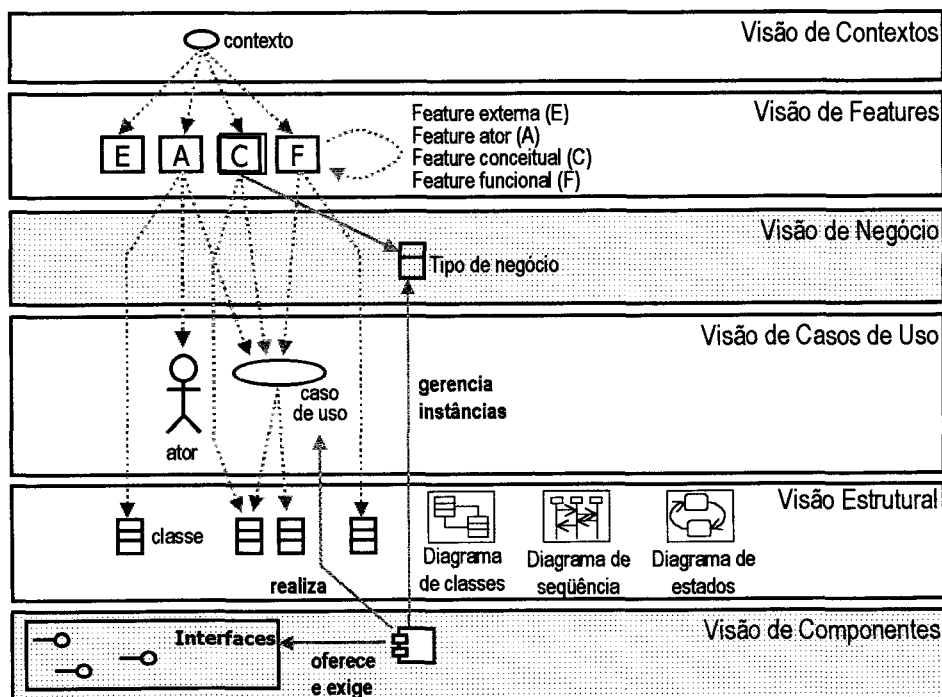 Visão de Contextos
contexto
Visão de Features
Feature externa (E)
Feature ator (A)
Feature conceitual (C)
Feature funcional (F)
E
A
C
F
Visão de Negócio
Tipo de negócio
Visão de Casos de Uso
gerencia
instâncias
caso
de uso
ator
Visão Estrutural
classe
Diagrama
de classes
Diagrama de
seqüência
Diagrama de
estados
realiza
Visão de Componentes
Interfaces
oferece
e exige